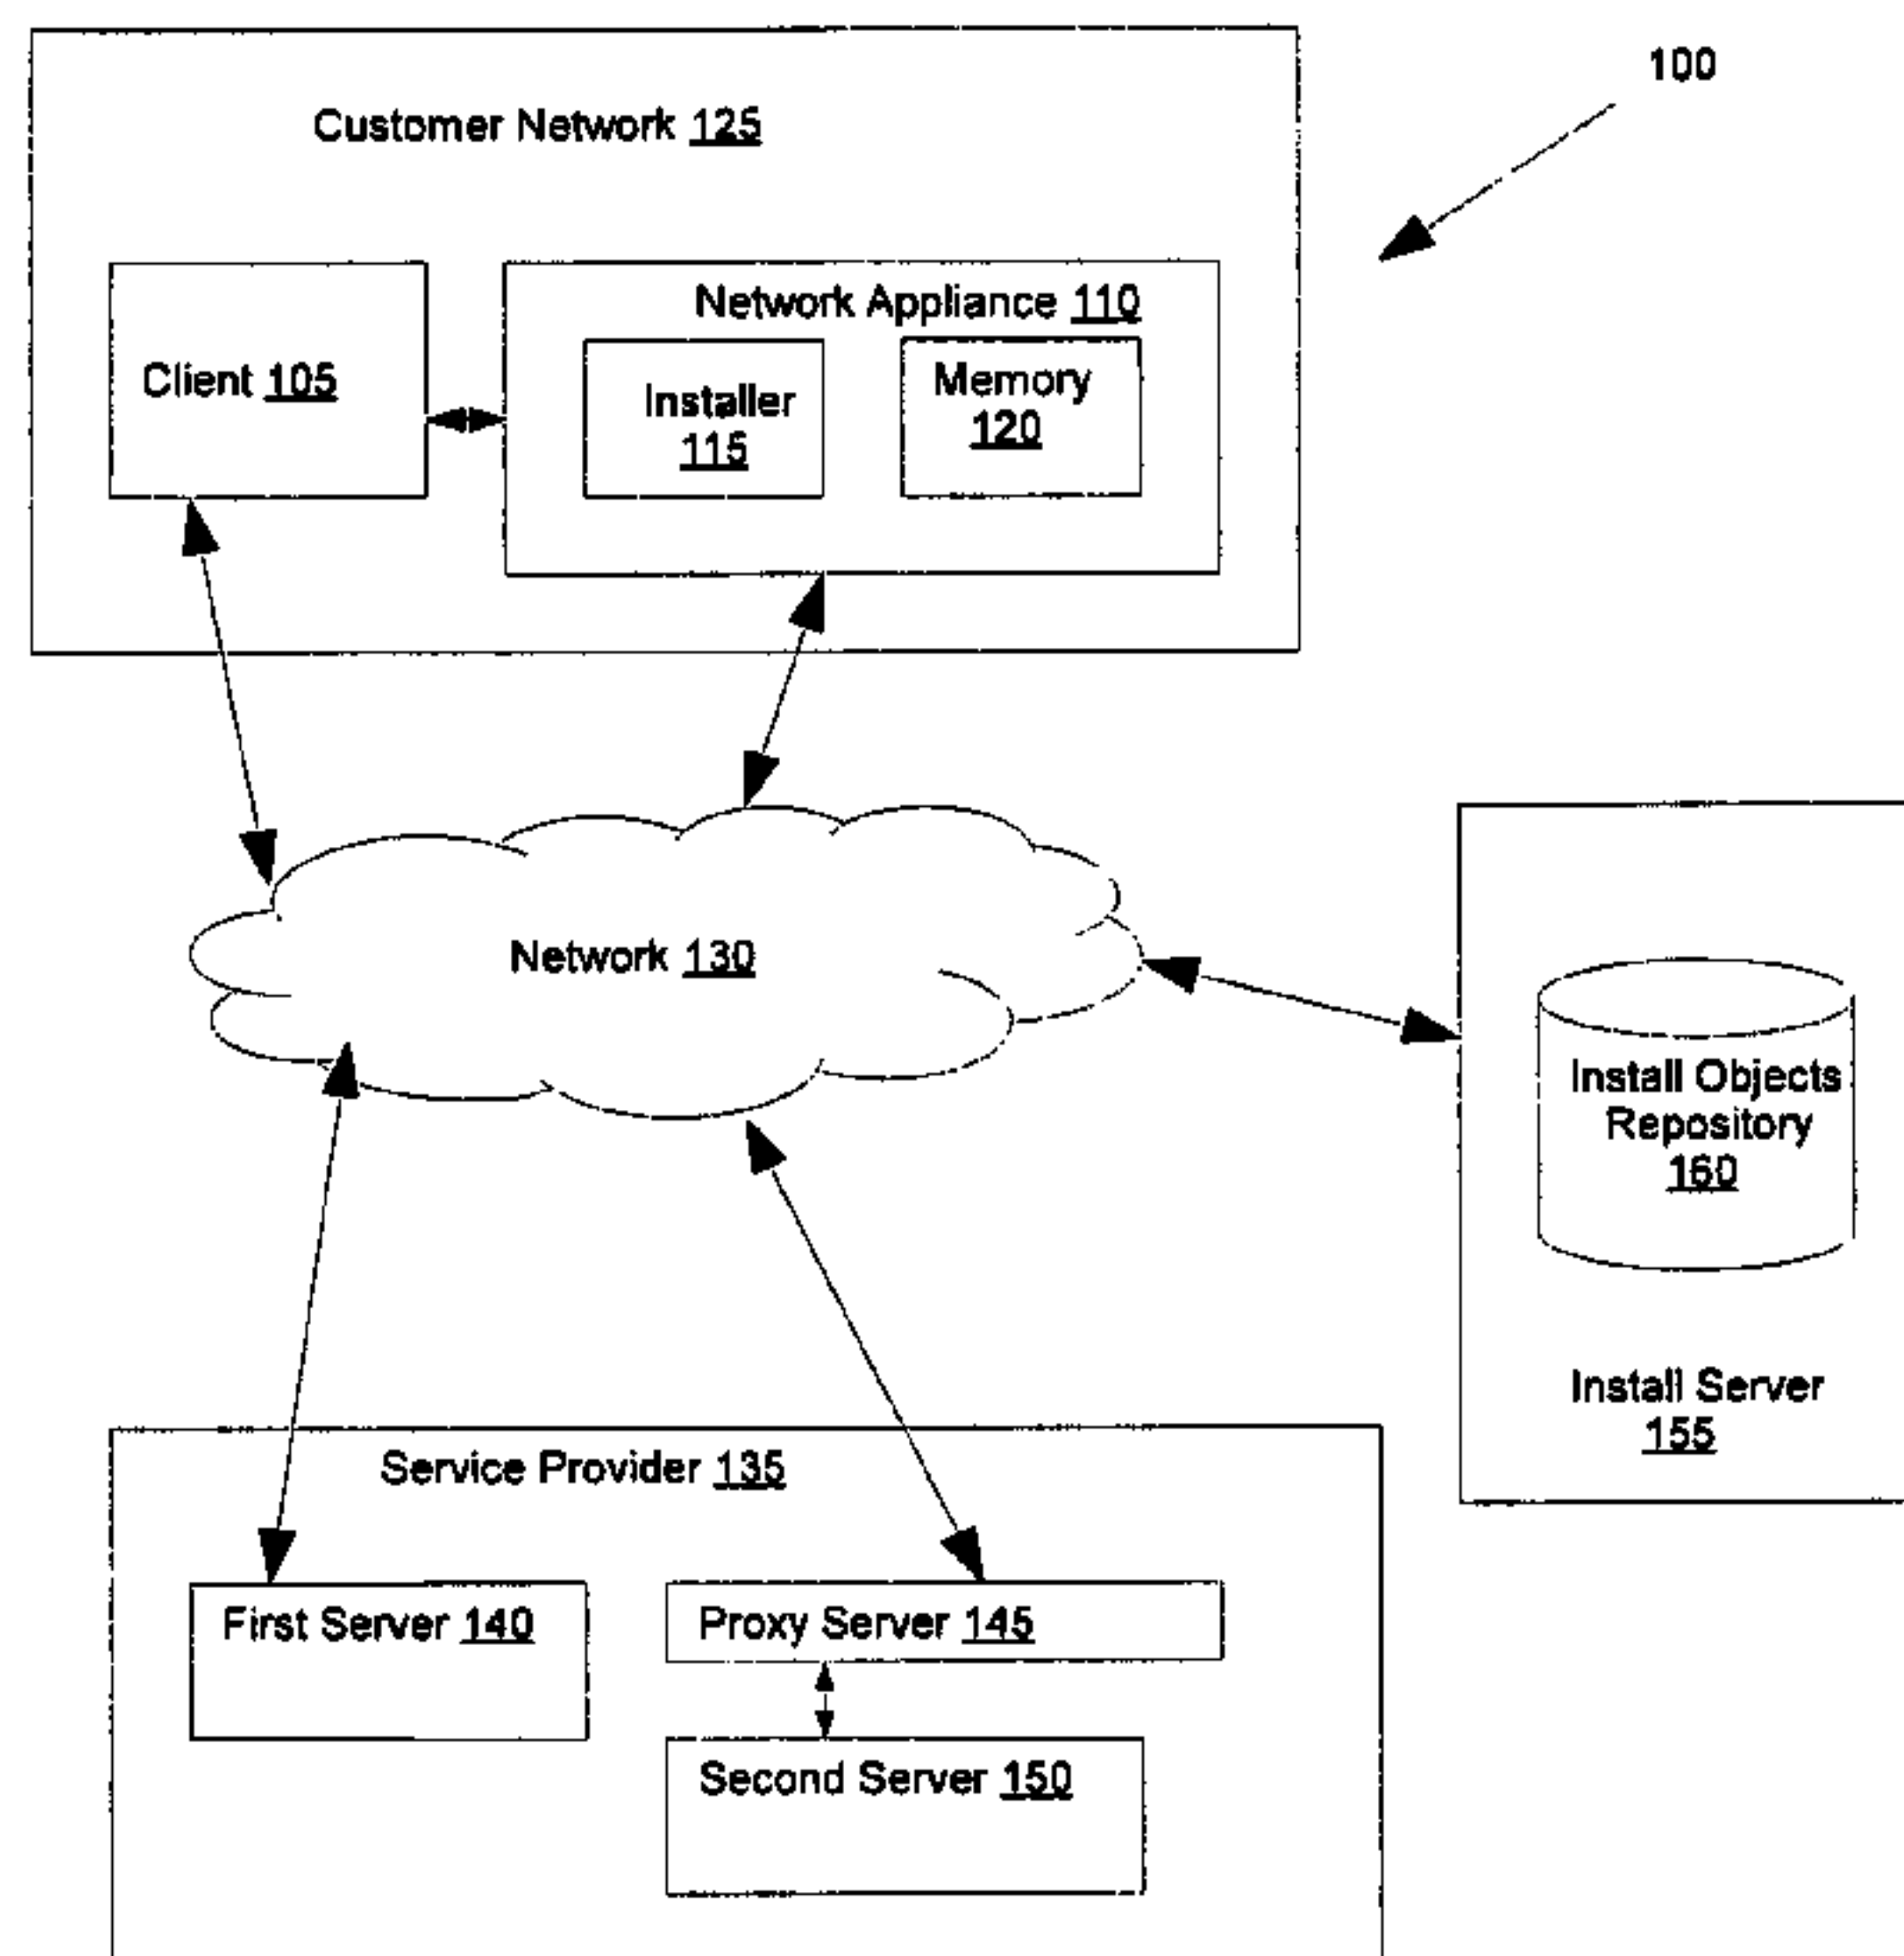 100
Customer Network 125
Network Appliance 110
Client 105
Installer
115
Memory
120
Network 130
Install Objects
Repository
160
Install Server
155
Service Provider 135
First Server 140
Proxy Server 145
Second Server 150